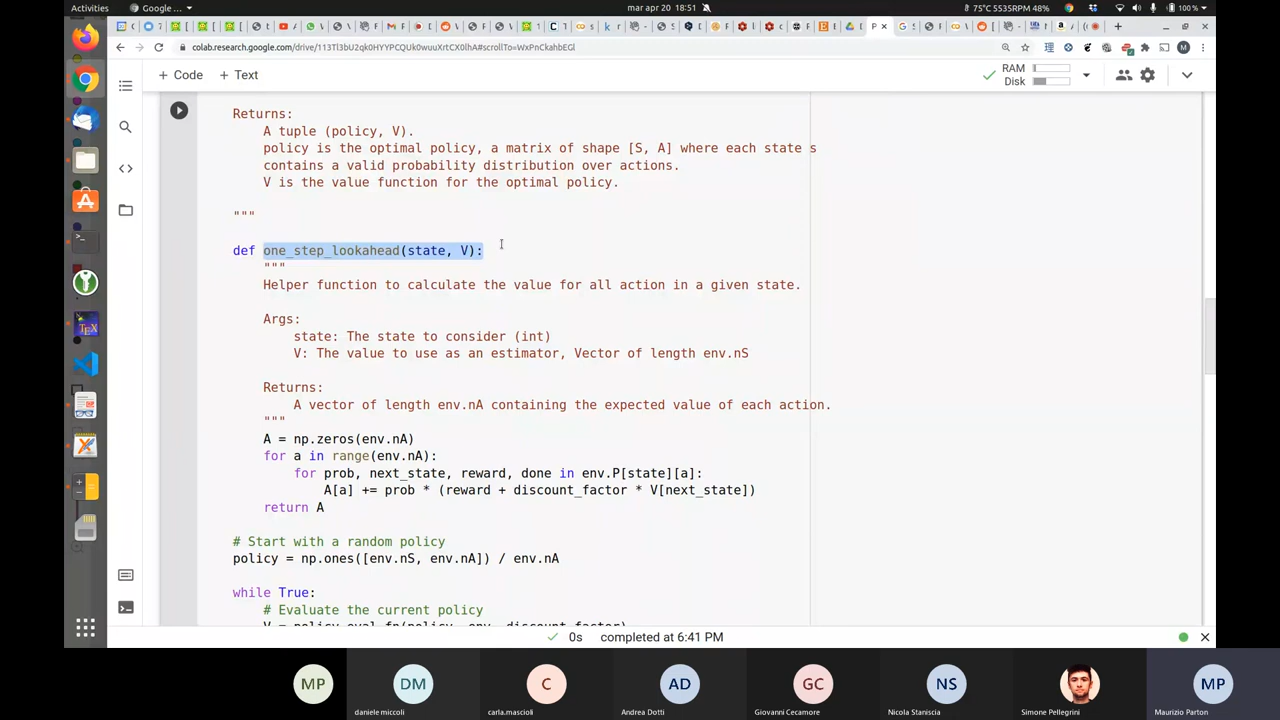 Activities
Google ...
mar apr 20 18:51
75°C 5535RPM 48%
100 %
colab.research.google.com/drive/113Tl3bU2qk0HYYPCQUk0wuuXrtCX0lhA#scrollTo=WxPnCkahbEGl
+ Code + Text
RAM
Disk
Returns:
A tuple (policy, V).
policy is the optimal policy, a matrix of shape [S, A] where each state s
contains a valid probability distribution over actions.
V is the value function for the optimal policy.
"""
def one_step_lookahead(state, V):
"""
Helper function to calculate the value for all action in a given state.
Args:
state: The state to consider (int)
V: The value to use as an estimator, Vector of length env.nS
Returns:
A vector of length env.nA containing the expected value of each action.
"""
A = np.zeros(env.nA)
for a in range(env.nA):
for prob, next_state, reward, done in env.P[state][a]:
A[a] += prob * (reward + discount_factor * V[next_state])
return A
# Start with a random policy
policy = np.ones([env.nS, env.nA]) / env.nA
while True:
# Evaluate the current policy
V = policy_eval_fn(policy, env, discount_factor)
0s completed at 6:41 PM
MP
DM
C
AD
GC
NS
MP
daniele miccoli
carla.mascioli
Andrea Dotti
Giovanni Cecamore
Nicola Staniscia
Simone Pellegrini
Maurizio Parton